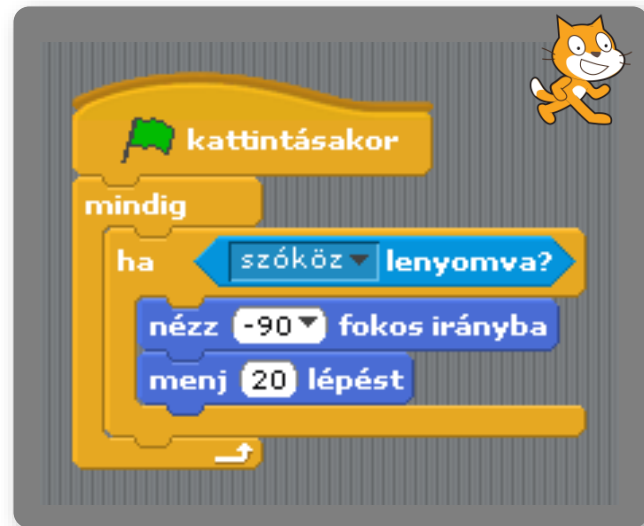 kattintásakor
mindig
ha szóköz lenyomva?
nézz -90 fokos irányba
menj 20 lépést